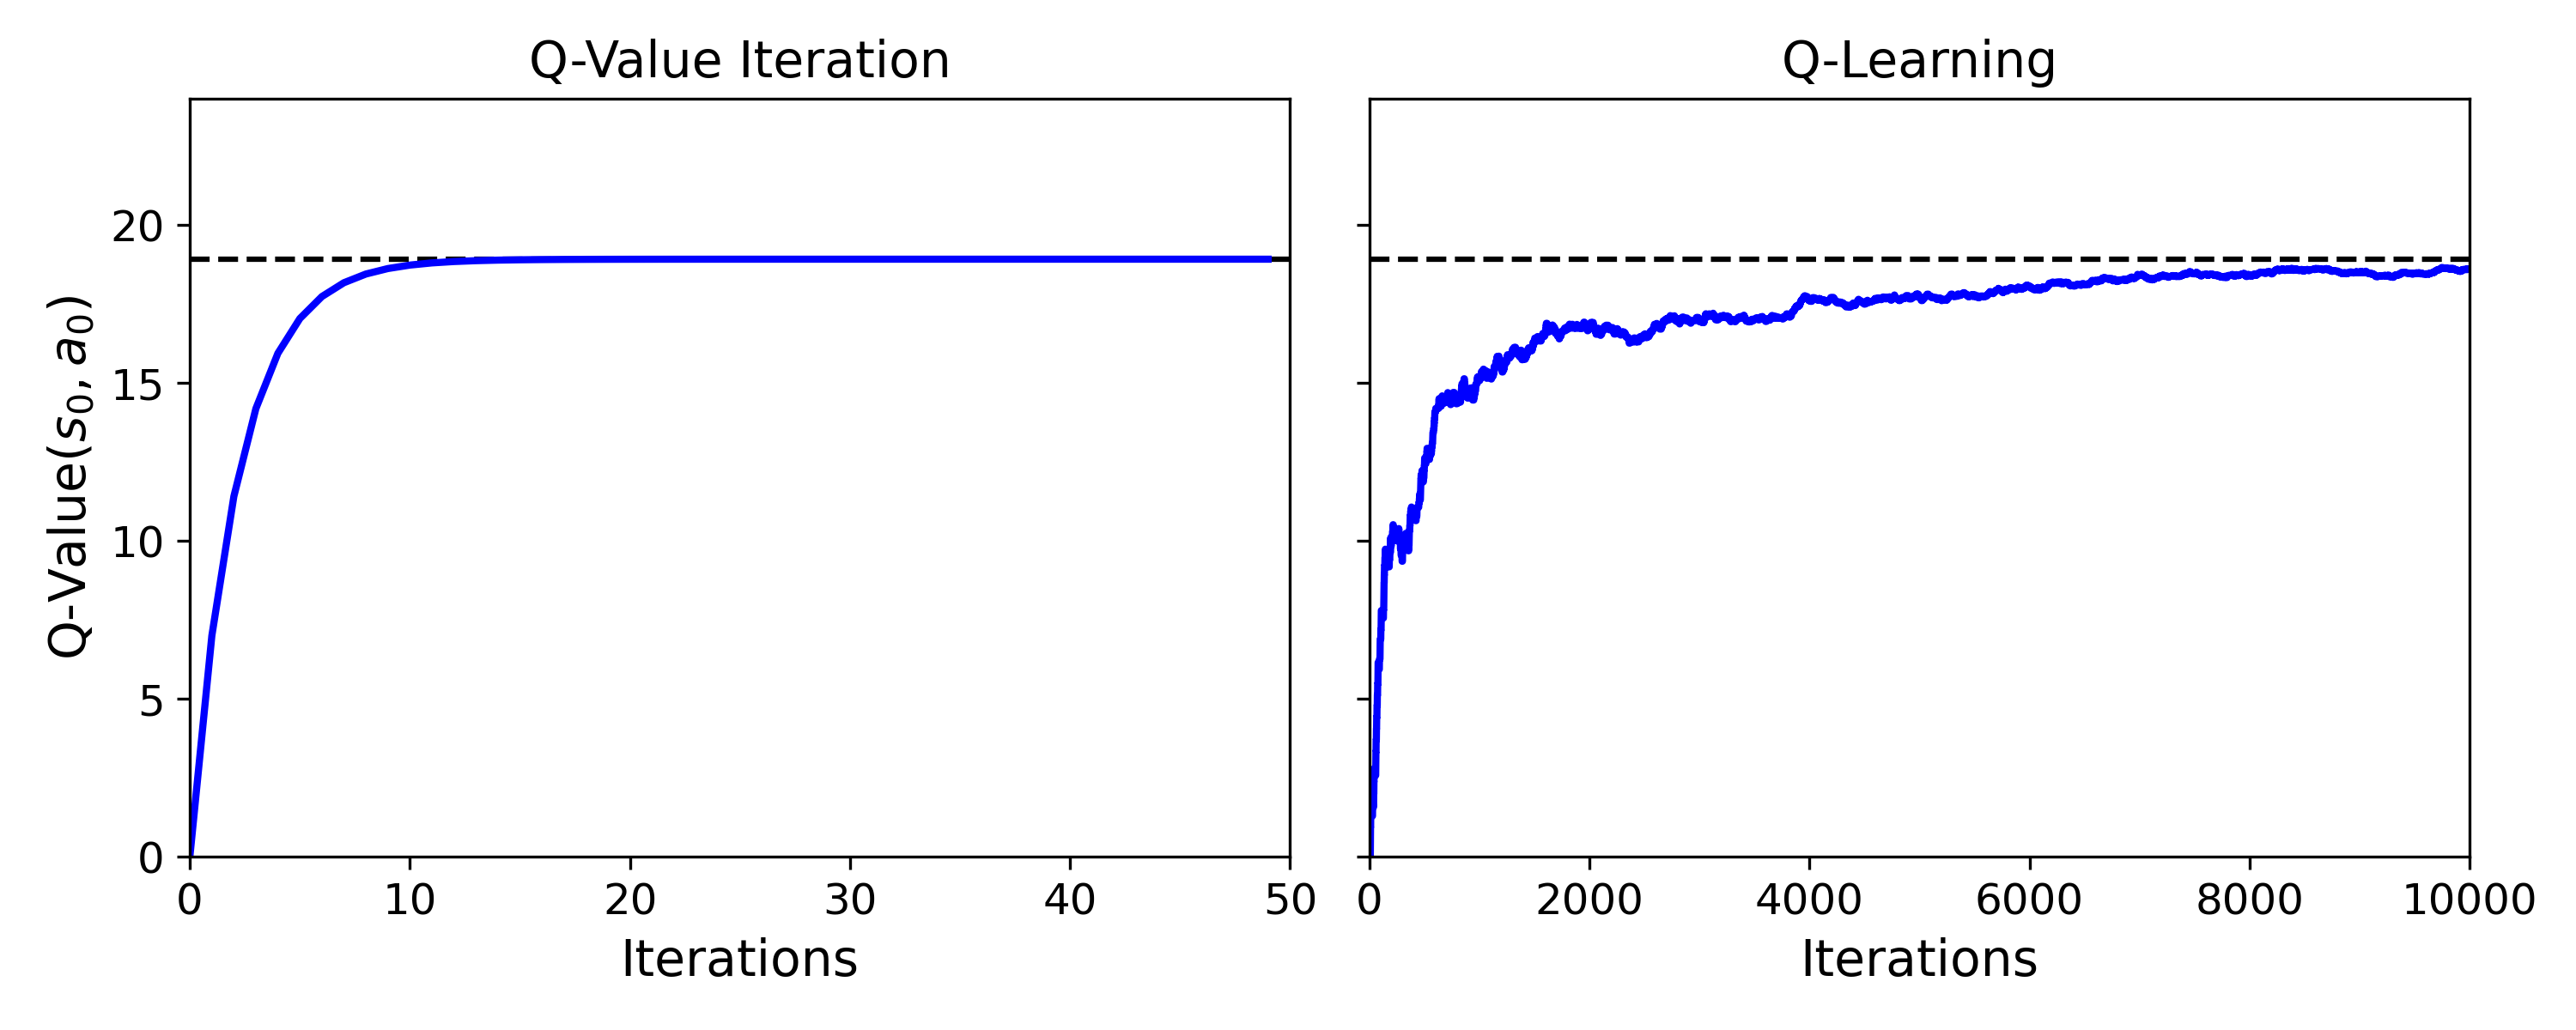 Q-Value Iteration
Q-Learning
Q-Value(s₀, a₀)
20
15
10
5
0
0 10 20 30 40 50
0 2000 4000 6000 8000 10000
Iterations
Iterations